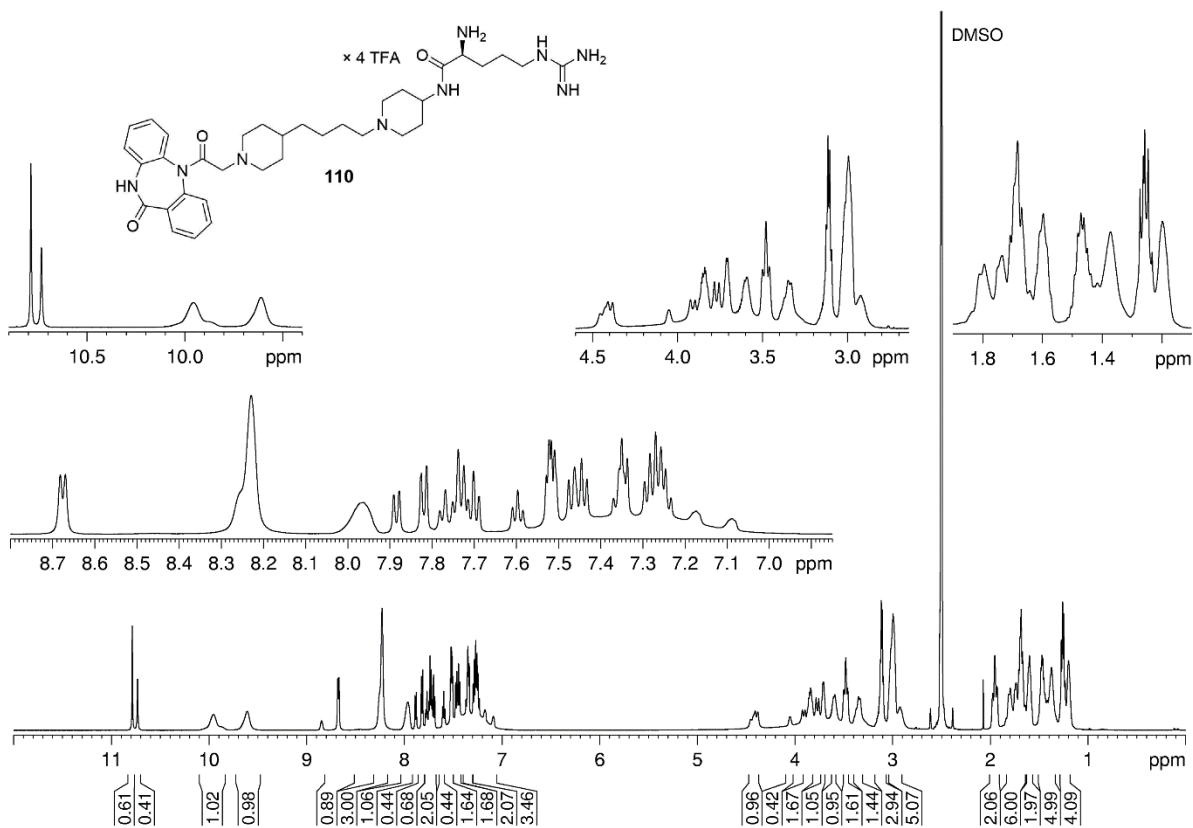 NH₂
H
N
NH₂
× 4 TFA
O
NH
N
H
DMSO
O
N
N
N
HN
O
110
10.5 10.0 ppm
4.5 4.0 3.5 3.0 ppm
1.8 1.6 1.4 ppm
8.7 8.6 8.5 8.4 8.3 8.2 8.1 8.0 7.9 7.8 7.7 7.6 7.5 7.4 7.3 7.2 7.1 7.0 ppm
11 10 9 8 7 6 5 4 3 2 1 ppm
0.61 0.41 1.02 0.98 0.89 3.00 1.06 0.44 0.68 2.05 0.44 1.64 1.68 2.07 3.46 0.96 0.42 1.67 1.05 0.95 1.61 1.44 2.94 5.07 2.06 6.00 1.97 4.99 4.09